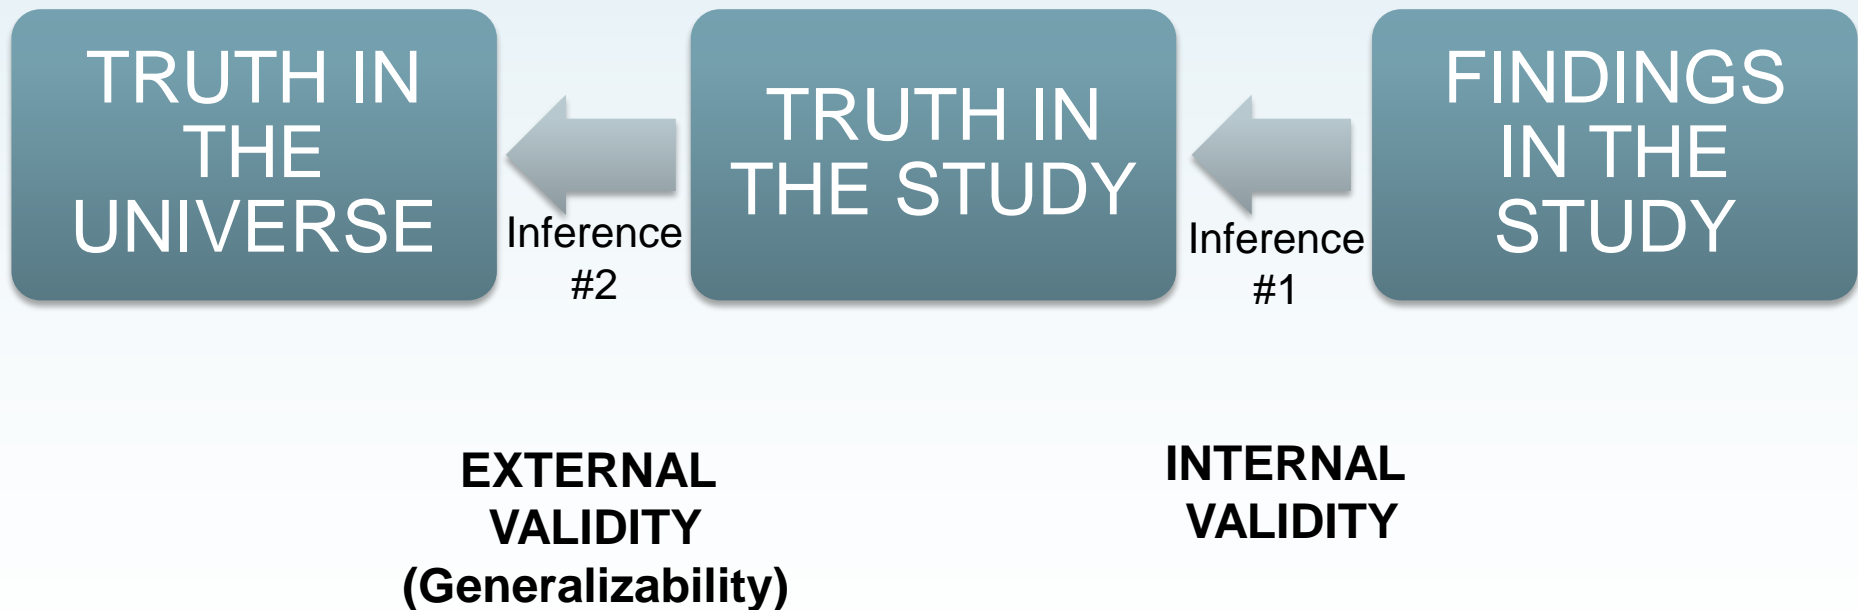 TRUTH IN
THE
UNIVERSE
Inference
#2
TRUTH IN
THE STUDY
Inference
#1
FINDINGS
IN THE
STUDY
EXTERNAL
VALIDITY
(Generalizability)
INTERNAL
VALIDITY